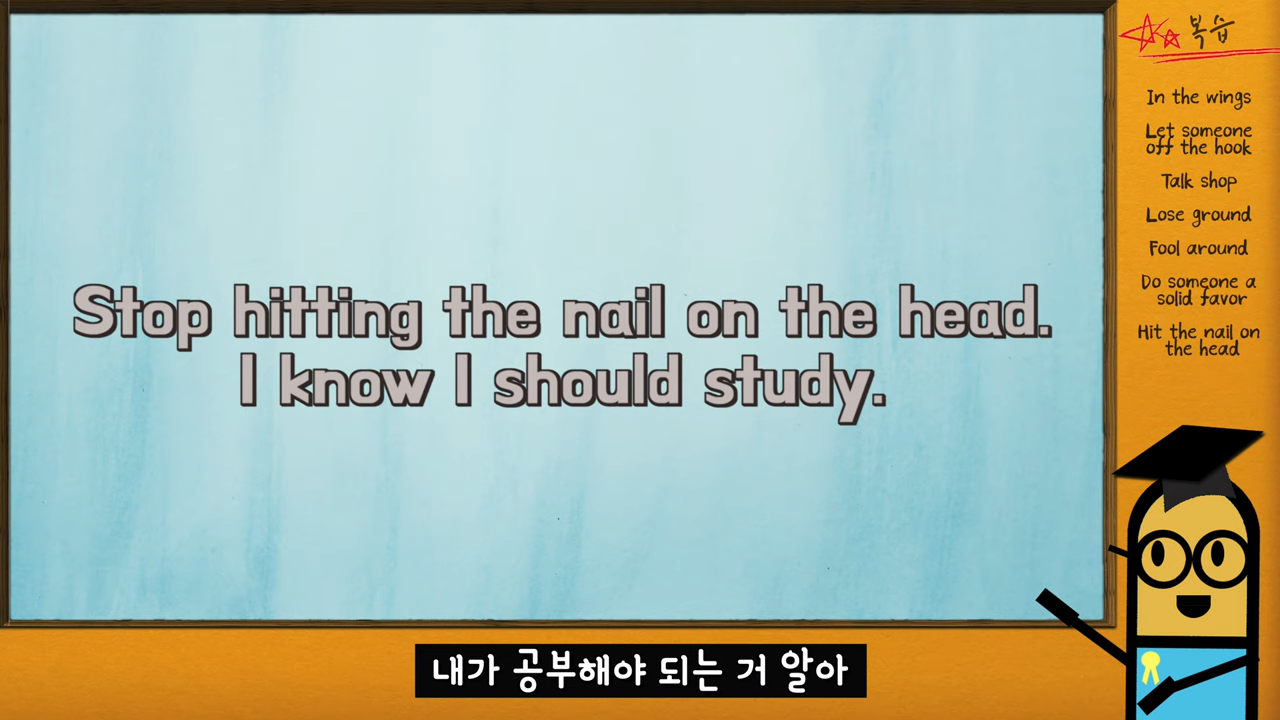 Stop hitting the nail on the head.
I know I should study.
복습
In the wings
Let someone
off the hook
Talk shop
Lose ground
Fool around
Do someone a
solid favor
Hit the nail on
the head
내가 공부해야 되는 거 알아